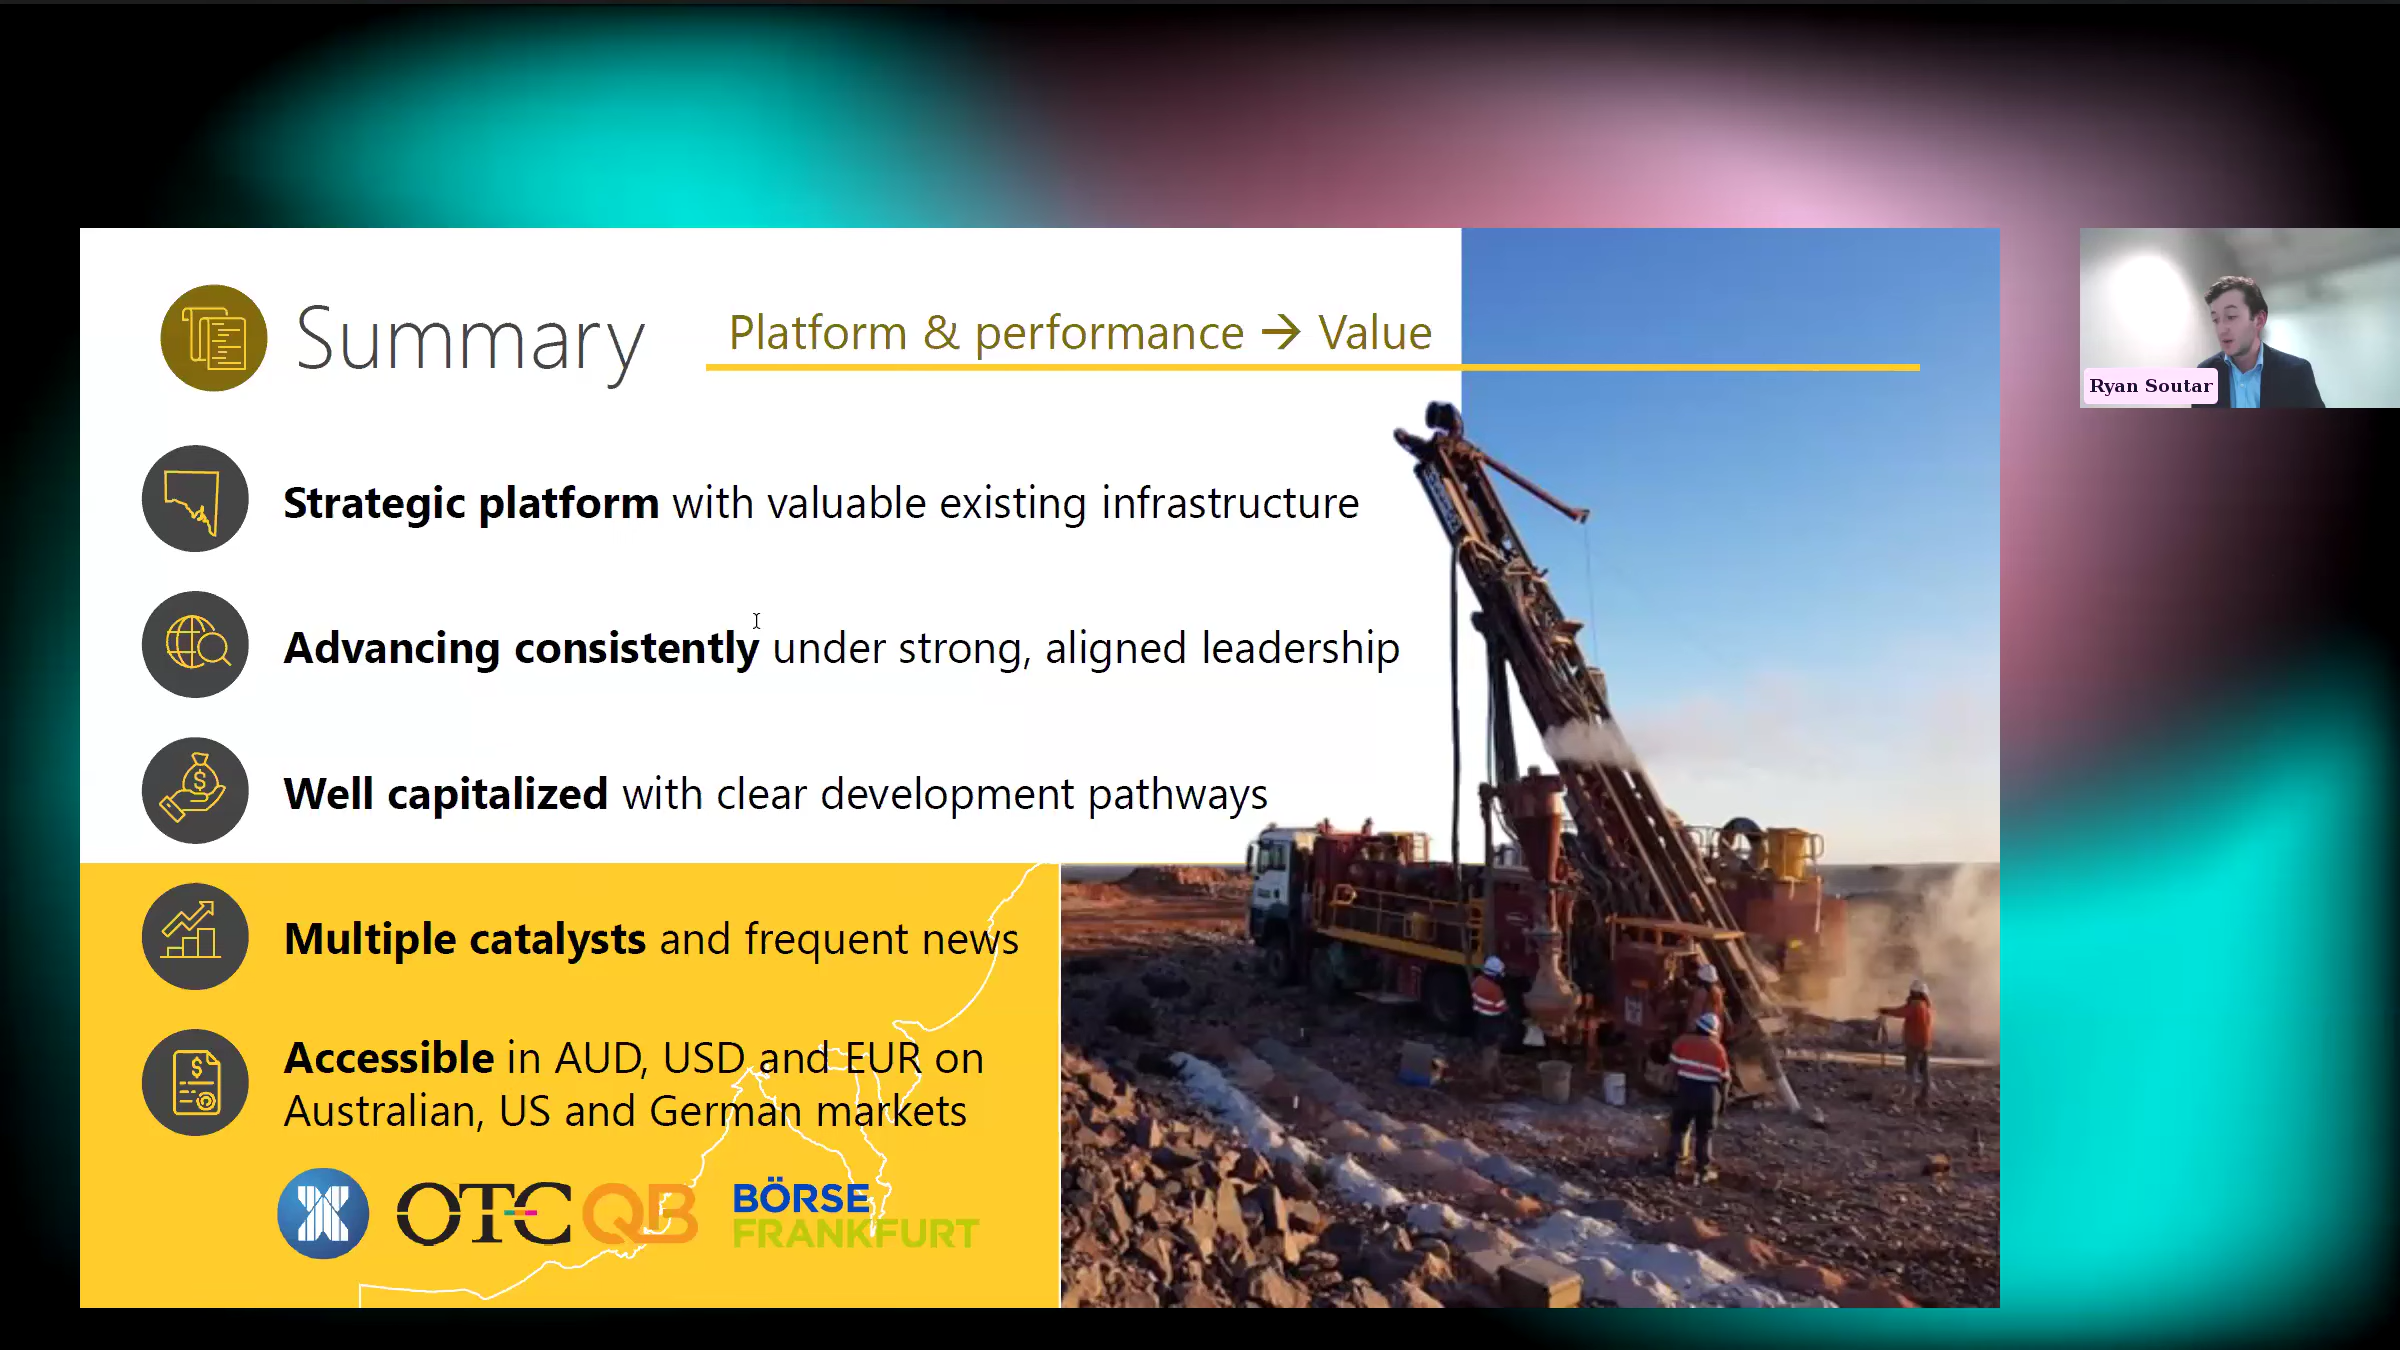 Summary
Platform & performance → Value
Ryan Soutar
Strategic platform with valuable existing infrastructure
Advancing consistently under strong, aligned leadership
Well capitalized with clear development pathways
Multiple catalysts and frequent news
Accessible in AUD, USD and EUR on
Australian, US and German markets
OTCQB
BÖRSE
FRANKFURT